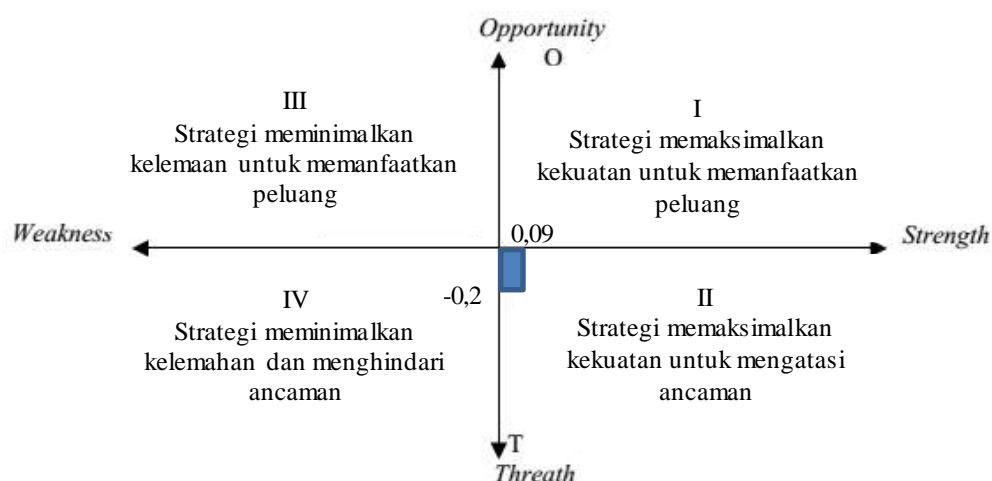 Opportunity
O
III
Strategi meminimalkan
kelemaan untuk memanfaatkan
peluang
I
Strategi memaksimalkan
kekuatan untuk memanfaatkan
peluang
Weakness
0,09
Strength
-0,2
IV
Strategi meminimalkan
kelemahan dan menghindari
ancaman
II
Strategi memaksimalkan
kekuatan untuk mengatasi
ancaman
T
Threath